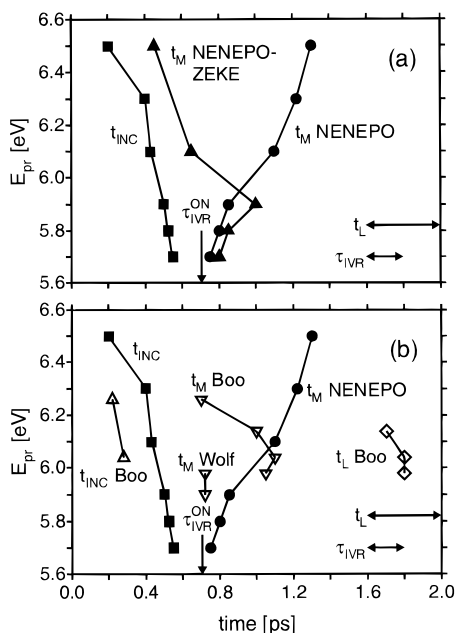 6.6
(a)
t_M NENEPO-
ZEKE
6.4
6.2
t_INC
t_M NENEPO
6.0
E_pr [eV]
τ_IVR^ON
5.8
t_L
τ_IVR
5.6
6.6
(b)
t_INC
6.4
t_M Boo
t_M NENEPO
6.2
t_INC Boo
t_M Wolf
t_L Boo
6.0
E_pr [eV]
τ_IVR^ON
5.8
t_L
τ_IVR
5.6
0.0 0.4 0.8 1.2 1.6 2.0
time [ps]